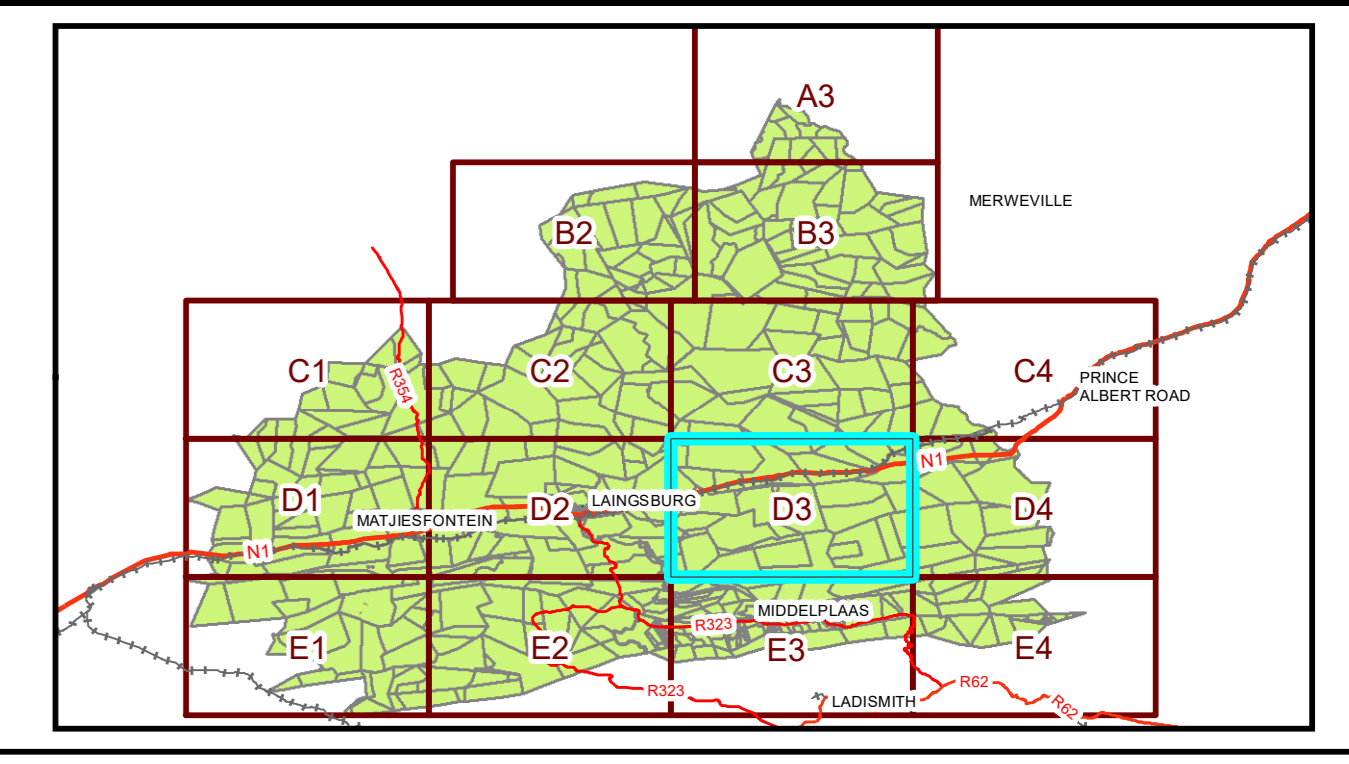 A3
MERWEVILLE
B2
B3
R354
C1
C2
C3
C4
PRINCE
ALBERT ROAD
N1
D1
D2
LAINGSBURG
D3
D4
MATJIESFONTEIN
N1
MIDDELPLAAS
R323
E1
E2
E3
E4
R323
R62
LADISMITH
R62